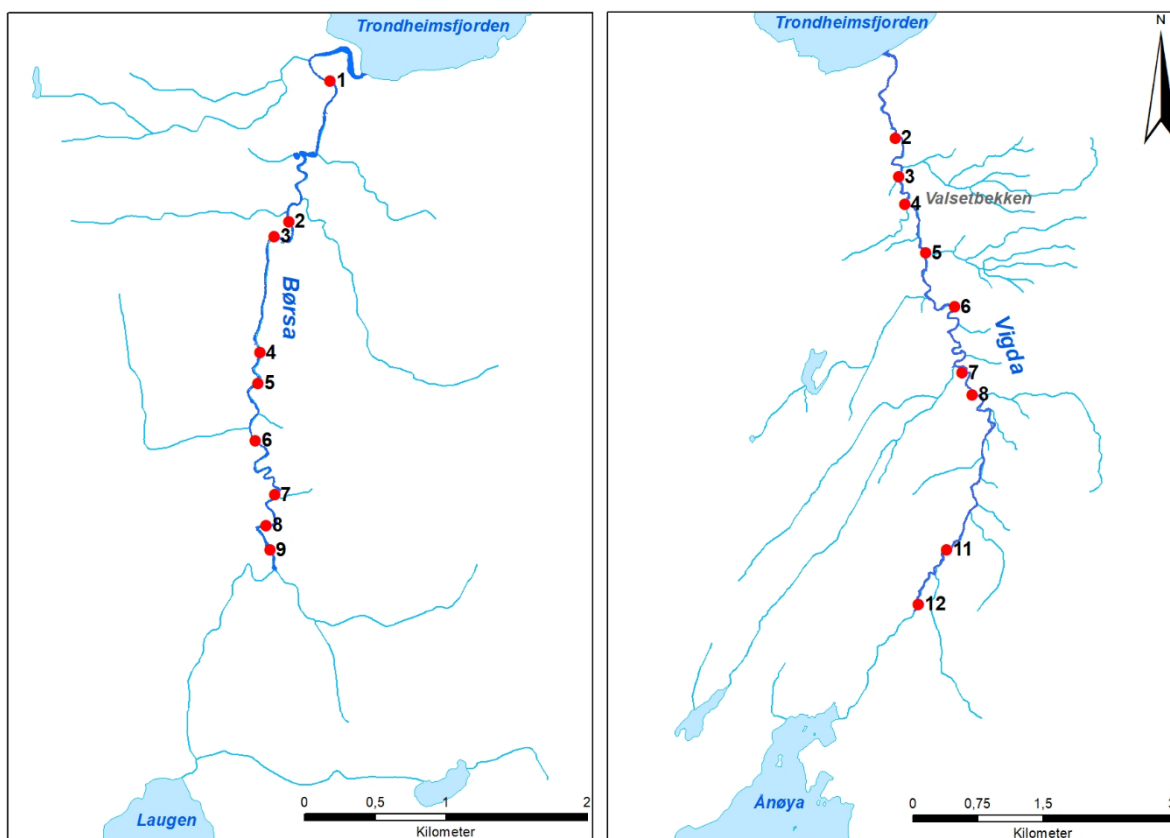 Trondheimsfjorden
1
2
3
Børsa
4
5
6
7
8
9
Laugen
0 0,5 1 2
Kilometer
Trondheimsfjorden
N
2
3
Valsetbekken
4
5
6
Vigda
7
8
11
12
Ånøya
0 0,75 1,5 3
Kilometer